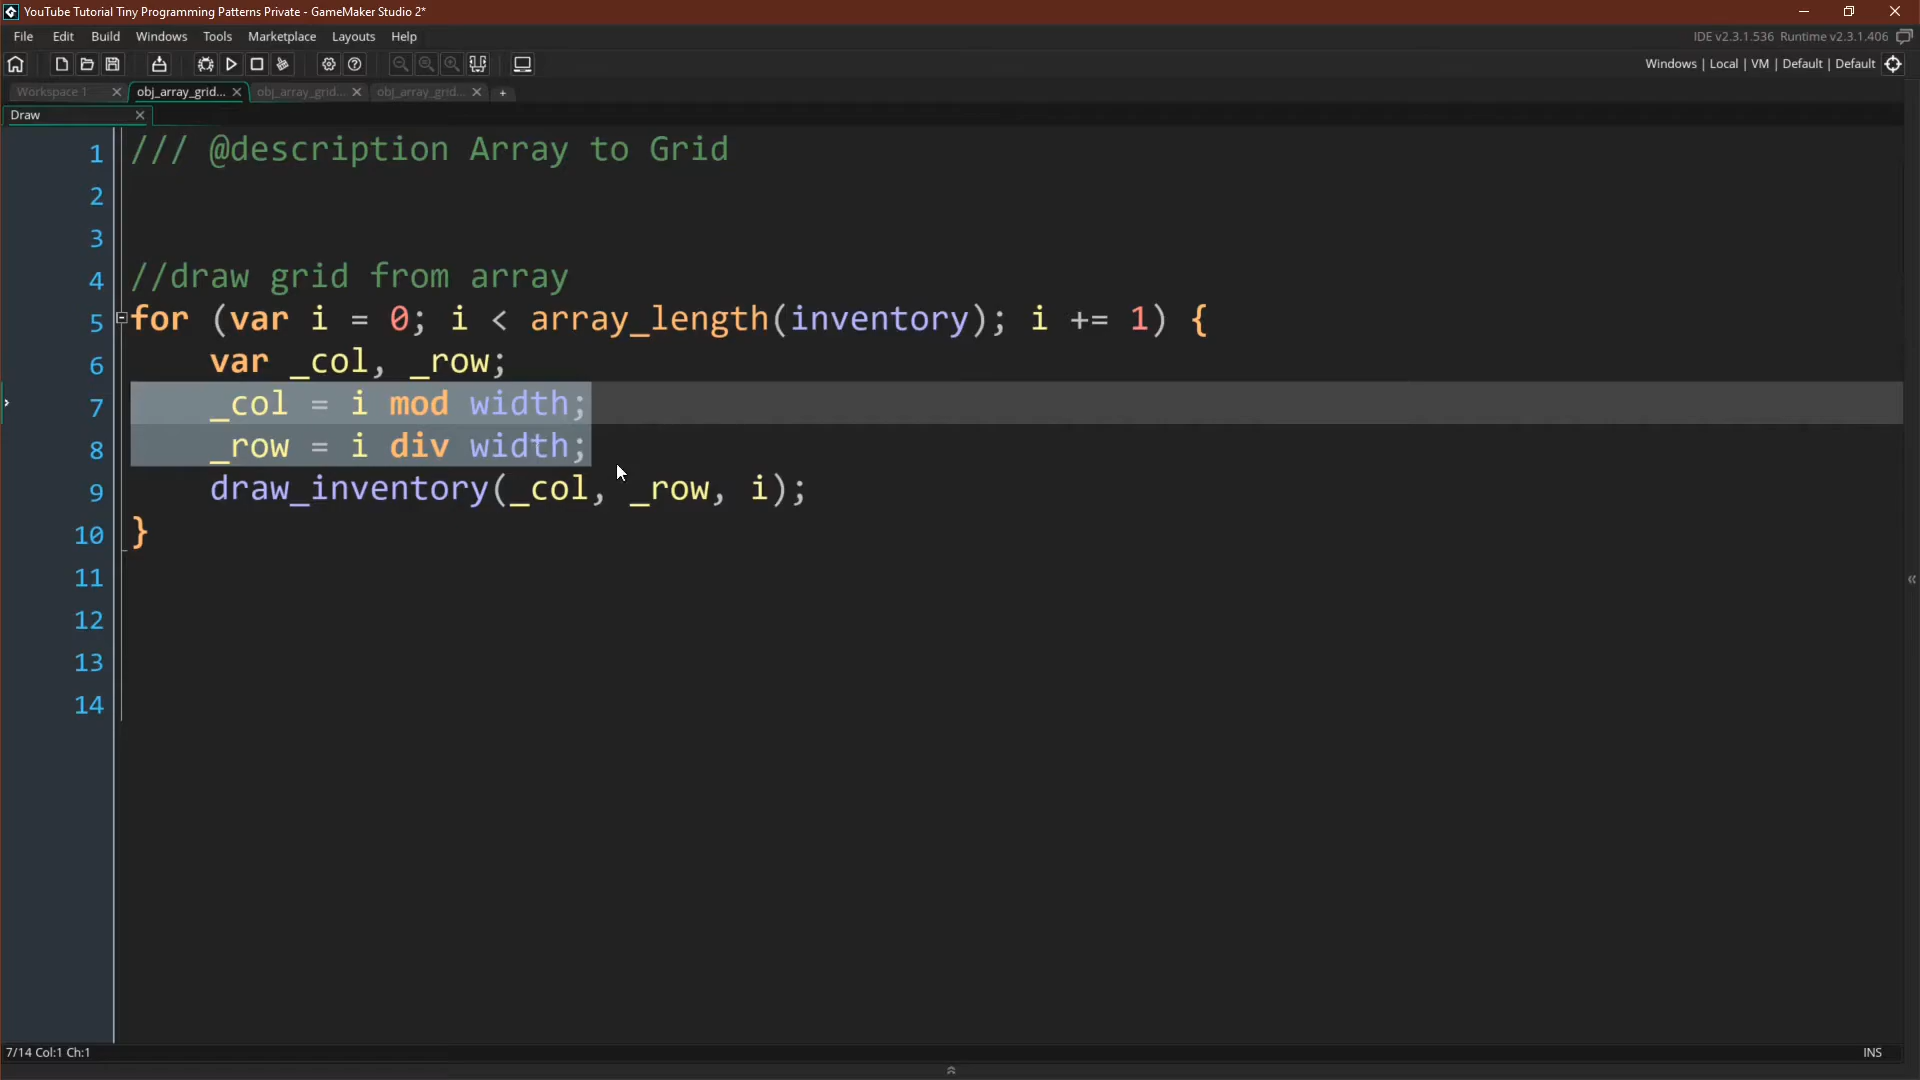 YouTube Tutorial Tiny Programming Patterns Private - GameMaker Studio 2*
File Edit Build Windows Tools Marketplace Layouts Help
IDE v2.3.1.536 Runtime v2.3.1.406
Windows | Local | VM | Default | Default
Workspace 1 obj_array_grid... obj_array_grid... obj_array_grid...
Draw
1 /// @description Array to Grid
2
3
4 //draw grid from array
5 for (var i = 0; i < array_length(inventory); i += 1) {
6 var _col, _row;
7 _col = i mod width;
8 _row = i div width;
9 draw_inventory(_col, _row, i);
10 }
11
12
13
14
7/14 Col:1 Ch:1
INS